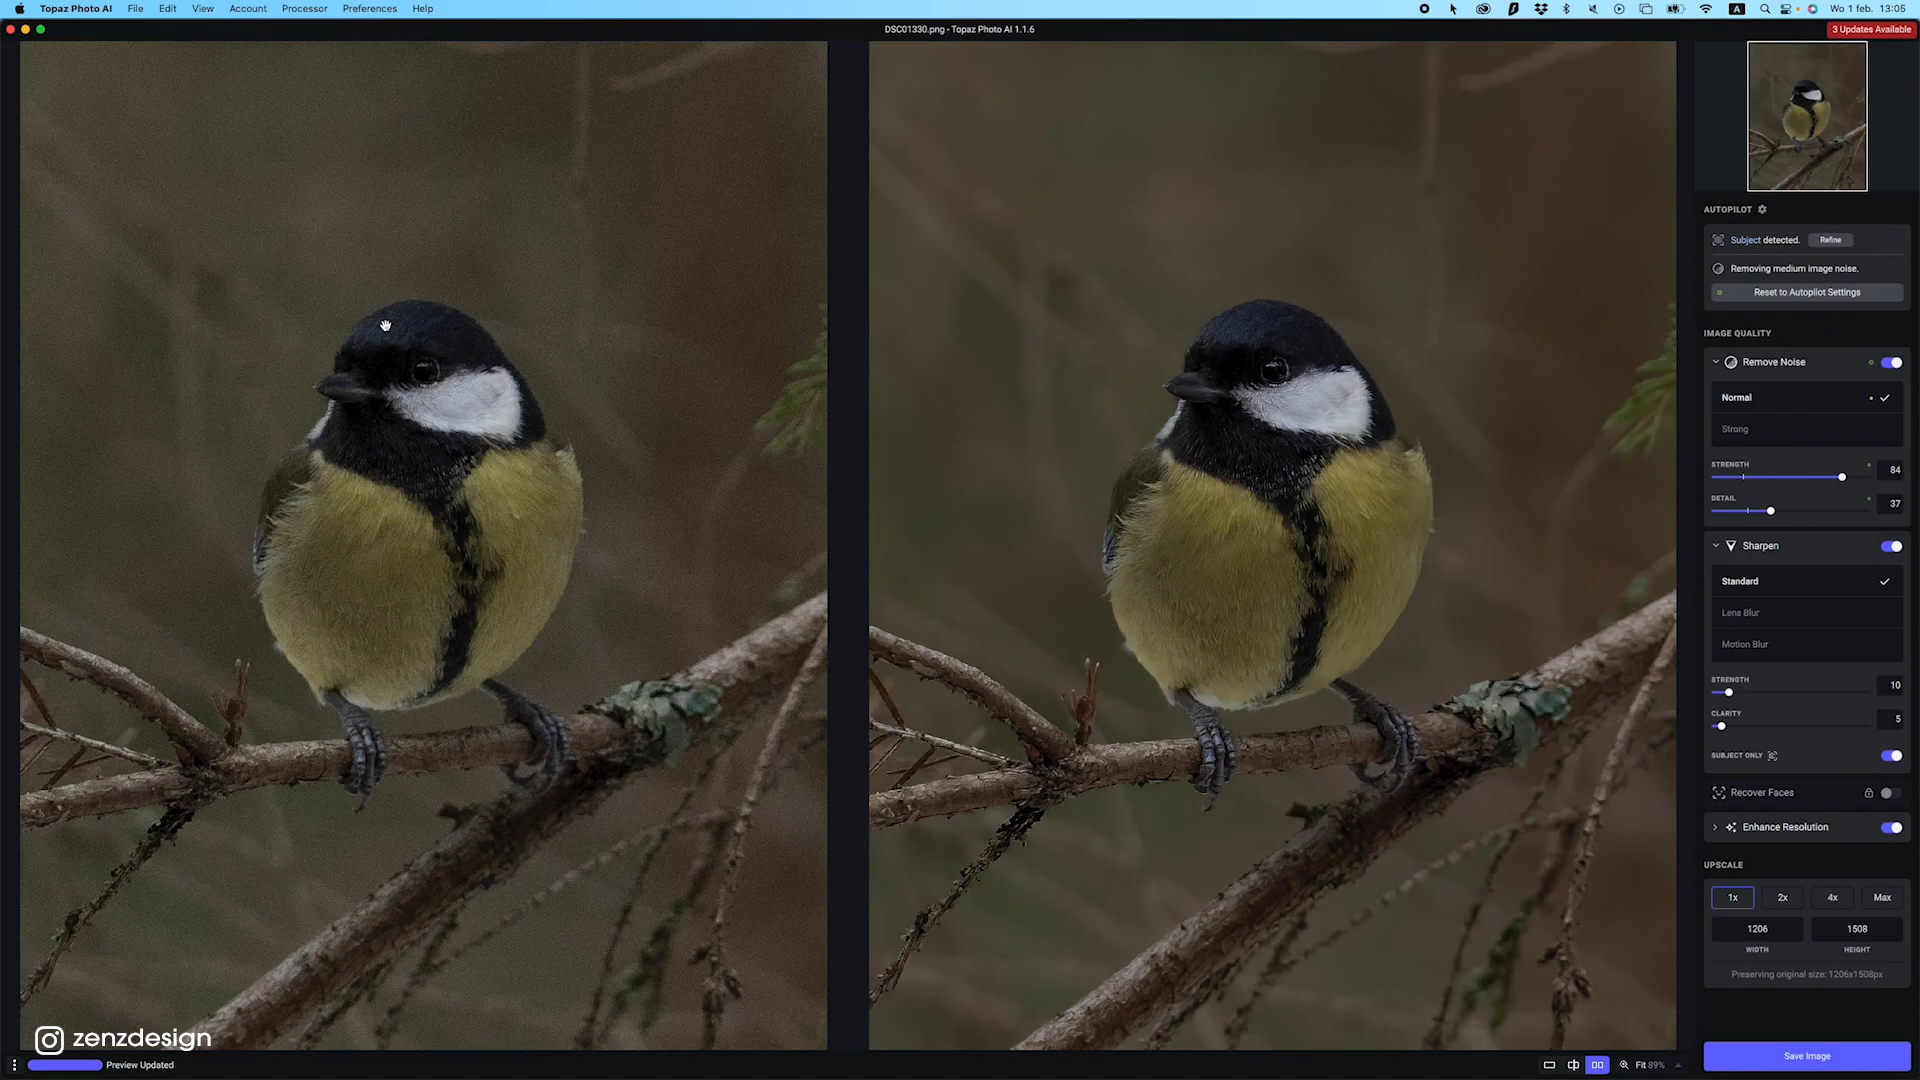 Topaz Photo AI File Edit View Account Processor Preferences Help
A Wo 1 feb. 13:05
DSC01330.png - Topaz Photo AI 1.1.6
3 Updates Available
AUTOPILOT
Subject detected. Refine
Removing medium image noise.
Reset to Autopilot Settings
IMAGE QUALITY
Remove Noise
Normal
Strong
STRENGTH 84
DETAIL 37
Sharpen
Standard
Lens Blur
Motion Blur
STRENGTH 10
CLARITY 5
SUBJECT ONLY
Recover Faces
Enhance Resolution
UPSCALE
1x 2x 4x Max
1206 1508
WIDTH HEIGHT
Preserving original size: 1206x1508px
zenzdesign
Preview Updated
Fit 89%
Save Image